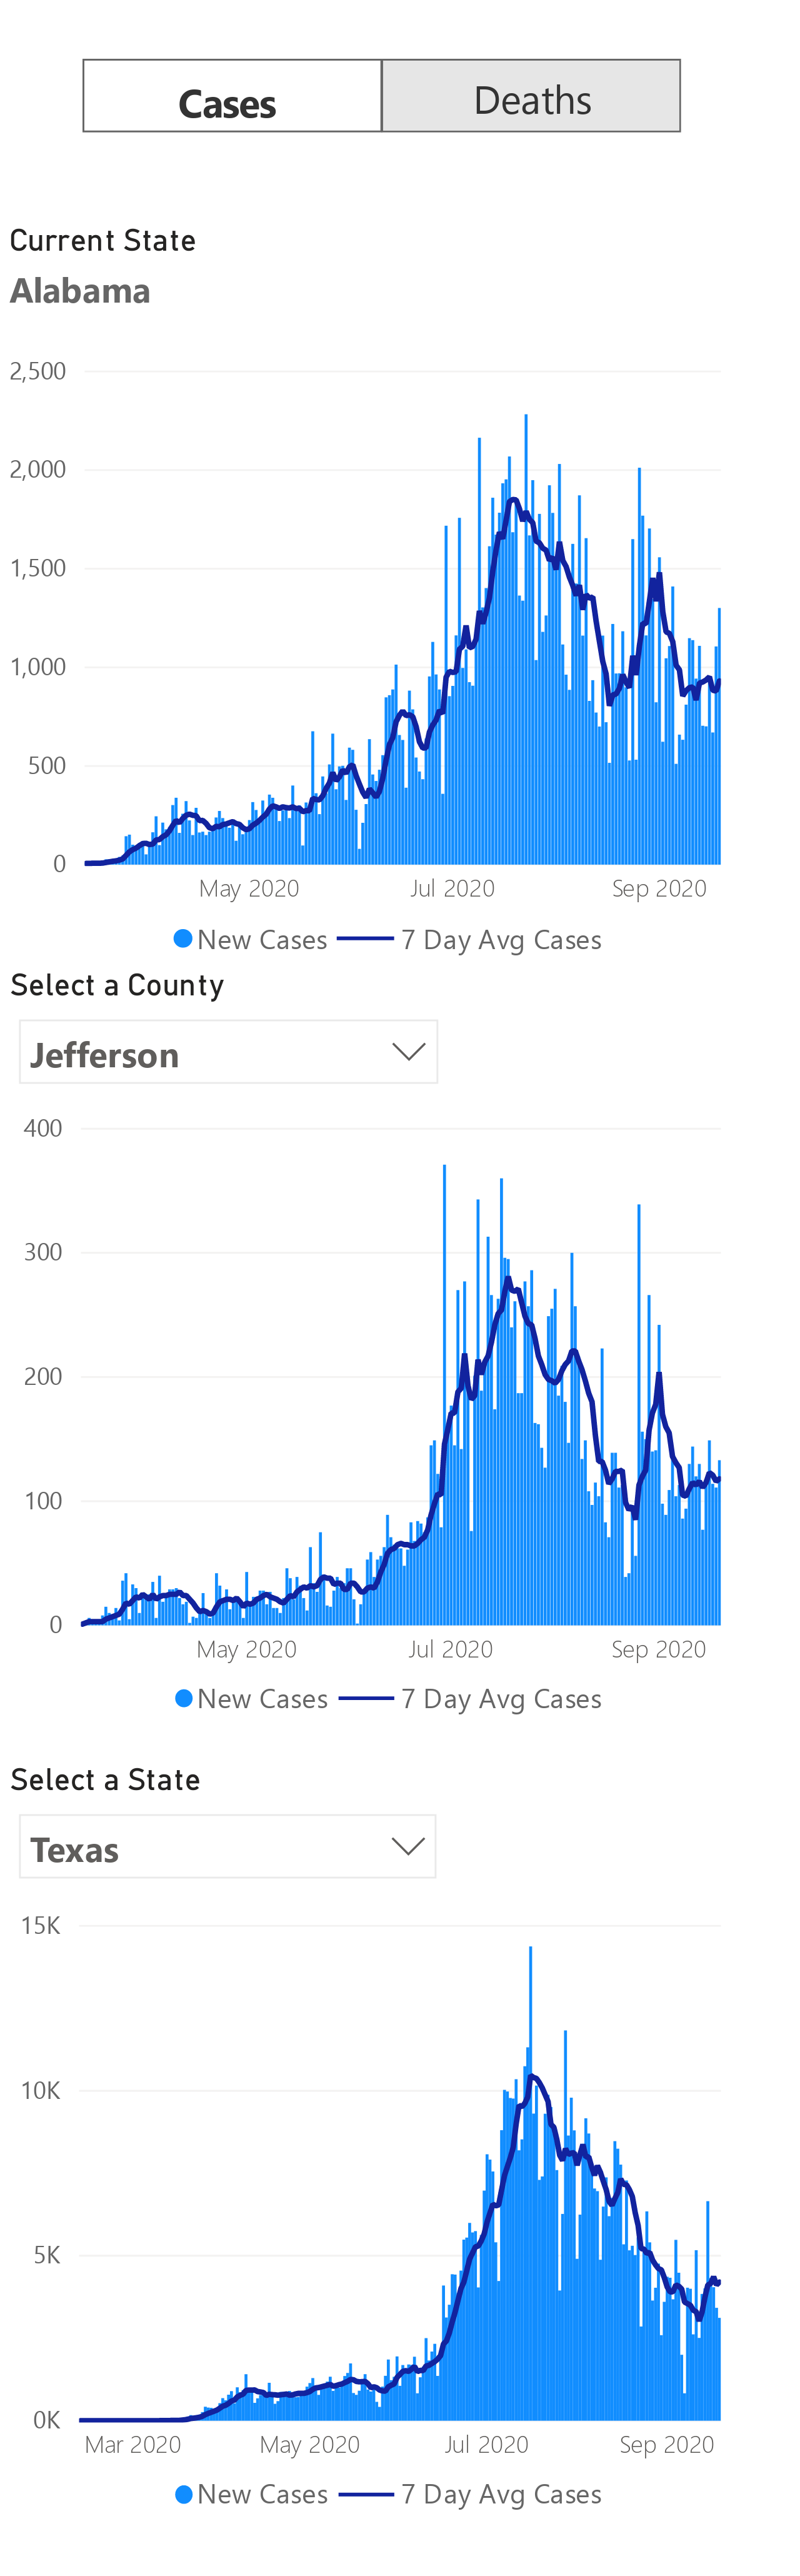 Cases Deaths
Current State
Alabama
2,500
2,000
1,500
1,000
500
0
May 2020 Jul 2020 Sep 2020
New Cases 7 Day Avg Cases
Select a County
Jefferson
400
300
200
100
0
May 2020 Jul 2020 Sep 2020
New Cases 7 Day Avg Cases
Select a State
Texas
15K
10K
5K
0K
Mar 2020 May 2020 Jul 2020 Sep 2020
New Cases 7 Day Avg Cases